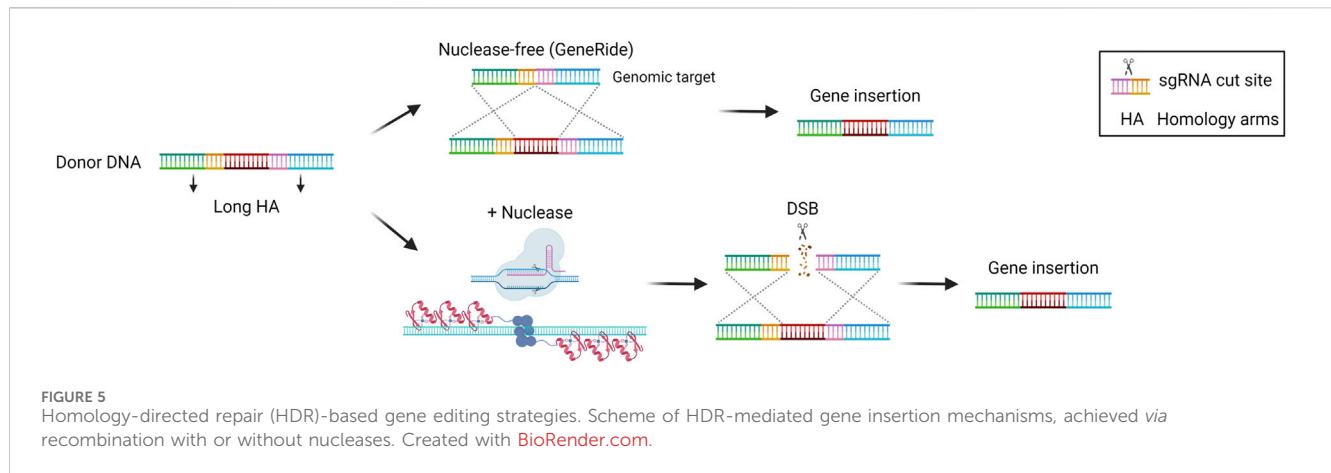 Nuclease-free (GeneRide)
Genomic target
Gene insertion
sgRNA cut site
HA Homology arms
Donor DNA
Long HA
+ Nuclease
DSB
Gene insertion
FIGURE 5
Homology-directed repair (HDR)-based gene editing strategies. Scheme of HDR-mediated gene insertion mechanisms, achieved via
recombination with or without nucleases. Created with BioRender.com.